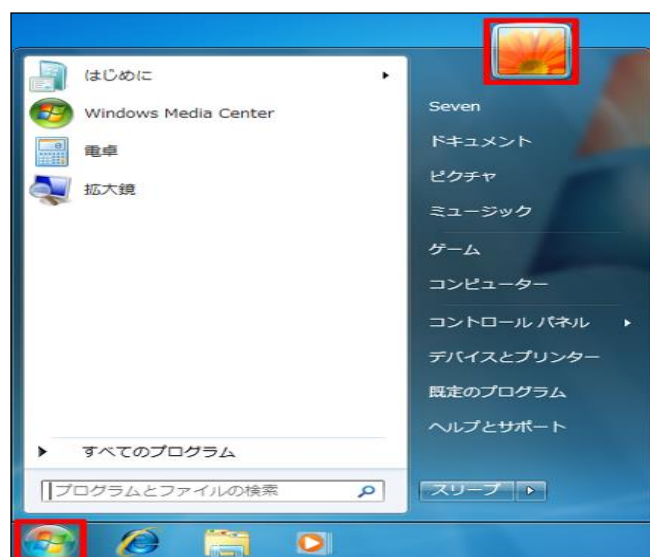 はじめに
Windows Media Center
電卓
拡大鏡
すべてのプログラム
プログラムとファイルの検索
Seven
ドキュメント
ピクチャ
ミュージック
ゲーム
コンピューター
コントロール パネル
デバイスとプリンター
既定のプログラム
ヘルプとサポート
スリープ